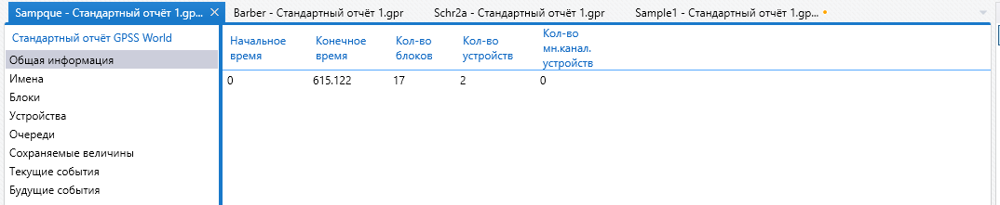 Sampque - Стандартный отчёт 1.g... Barber - Стандартный отчёт 1.gpr Schr2a - Стандартный отчёт 1.gpr Sample1 - Стандартный отчёт 1.gp...
Стандартный отчёт GPSS World
Общая информация
Имена
Блоки
Устройства
Очереди
Сохраняемые величины
Текущие события
Будущие события
Начальное время
Конечное время
Кол-во блоков
Кол-во устройств
Кол-во мн.канал. устройств
0 615.122 17 2 0